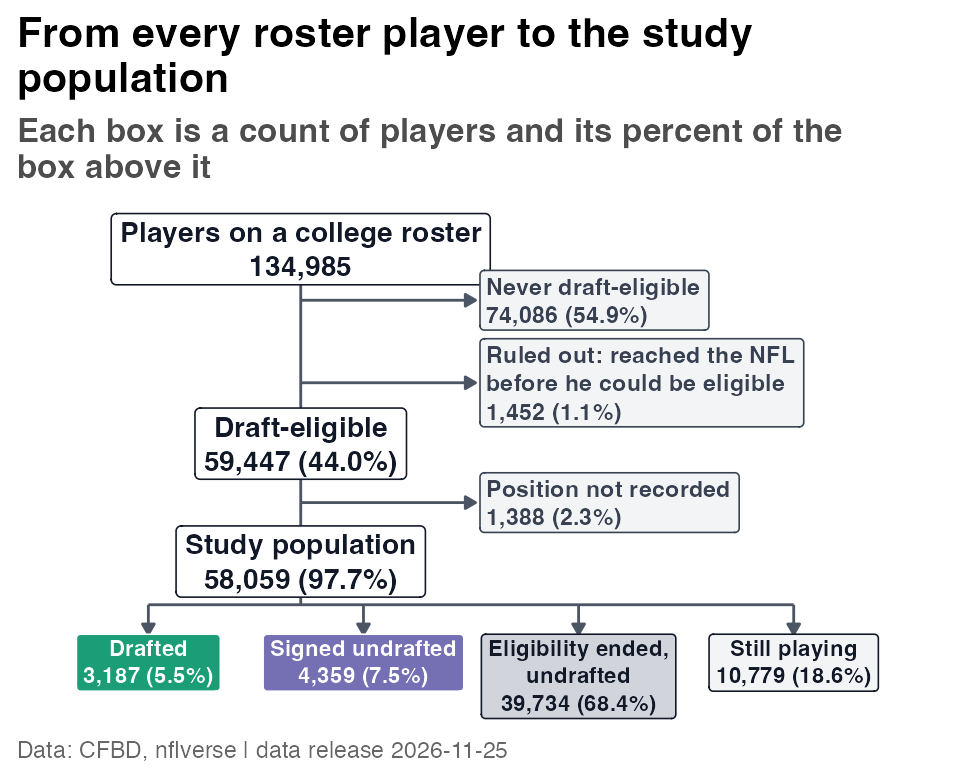 From every roster player to the study
population
Each box is a count of players and its percent of the
box above it
Players on a college roster
134,985
Never draft-eligible
74,086 (54.9%)
Ruled out: reached the NFL
before he could be eligible
1,452 (1.1%)
Draft-eligible
59,447 (44.0%)
Position not recorded
1,388 (2.3%)
Study population
58,059 (97.7%)
Drafted
3,187 (5.5%)
Signed undrafted
4,359 (7.5%)
Eligibility ended,
undrafted
39,734 (68.4%)
Still playing
10,779 (18.6%)
Data: CFBD, nflverse | data release 2026-11-25